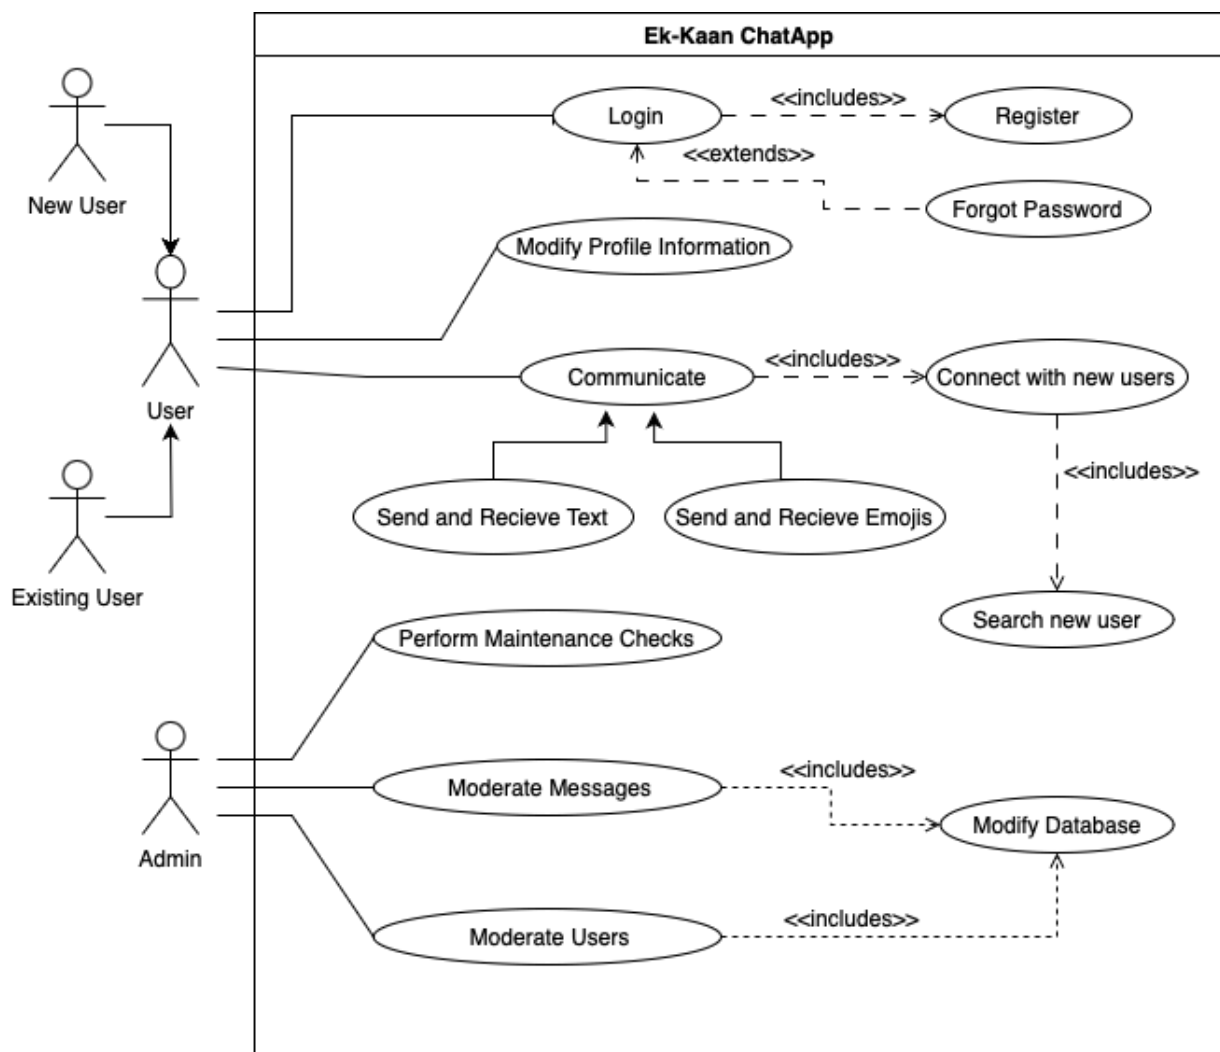 Ek-Kaan ChatApp
Login
<<includes>>
Register
<<extends>>
Forgot Password
New User
Modify Profile Information
User
Communicate
<<includes>>
Connect with new users
<<includes>>
Send and Recieve Text
Send and Recieve Emojis
Existing User
Search new user
Perform Maintenance Checks
Admin
Moderate Messages
<<includes>>
Modify Database
Moderate Users
<<includes>>